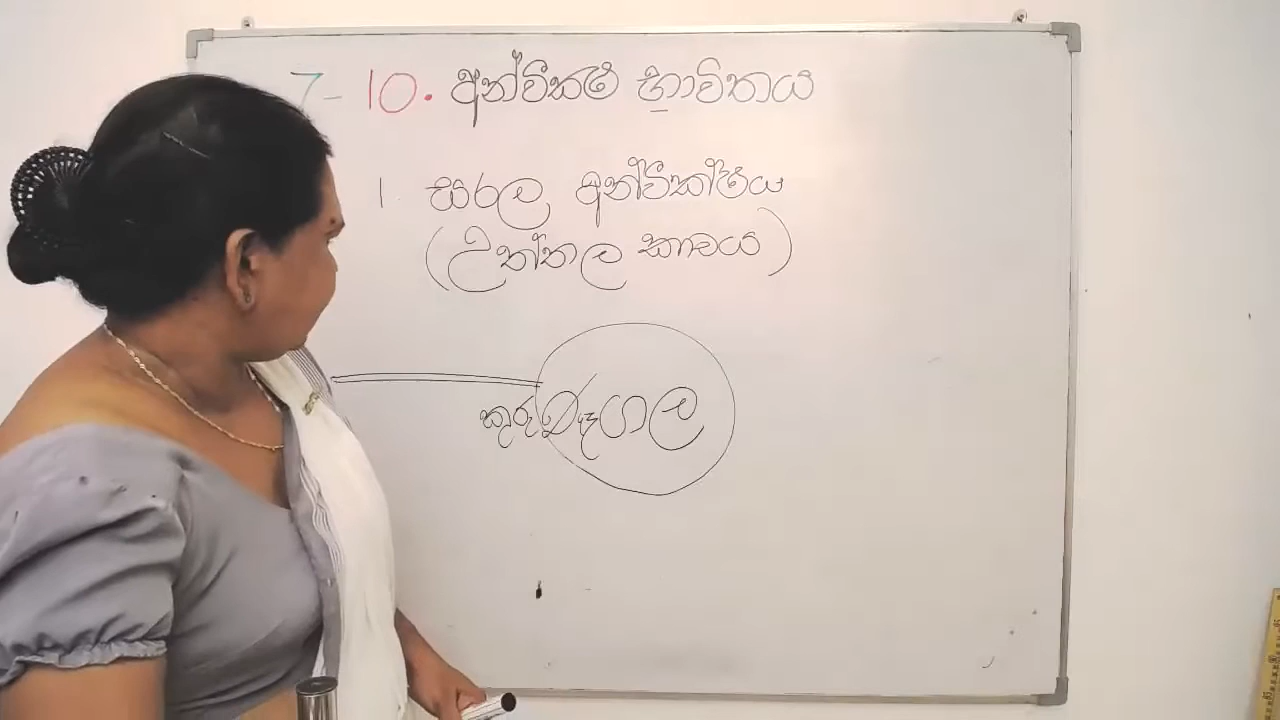 7- 10. අන්වීක්ෂ භාවිතය
1. සරල අන්වීක්ෂය
(උත්තල කාචය)
කුරුණෑගල